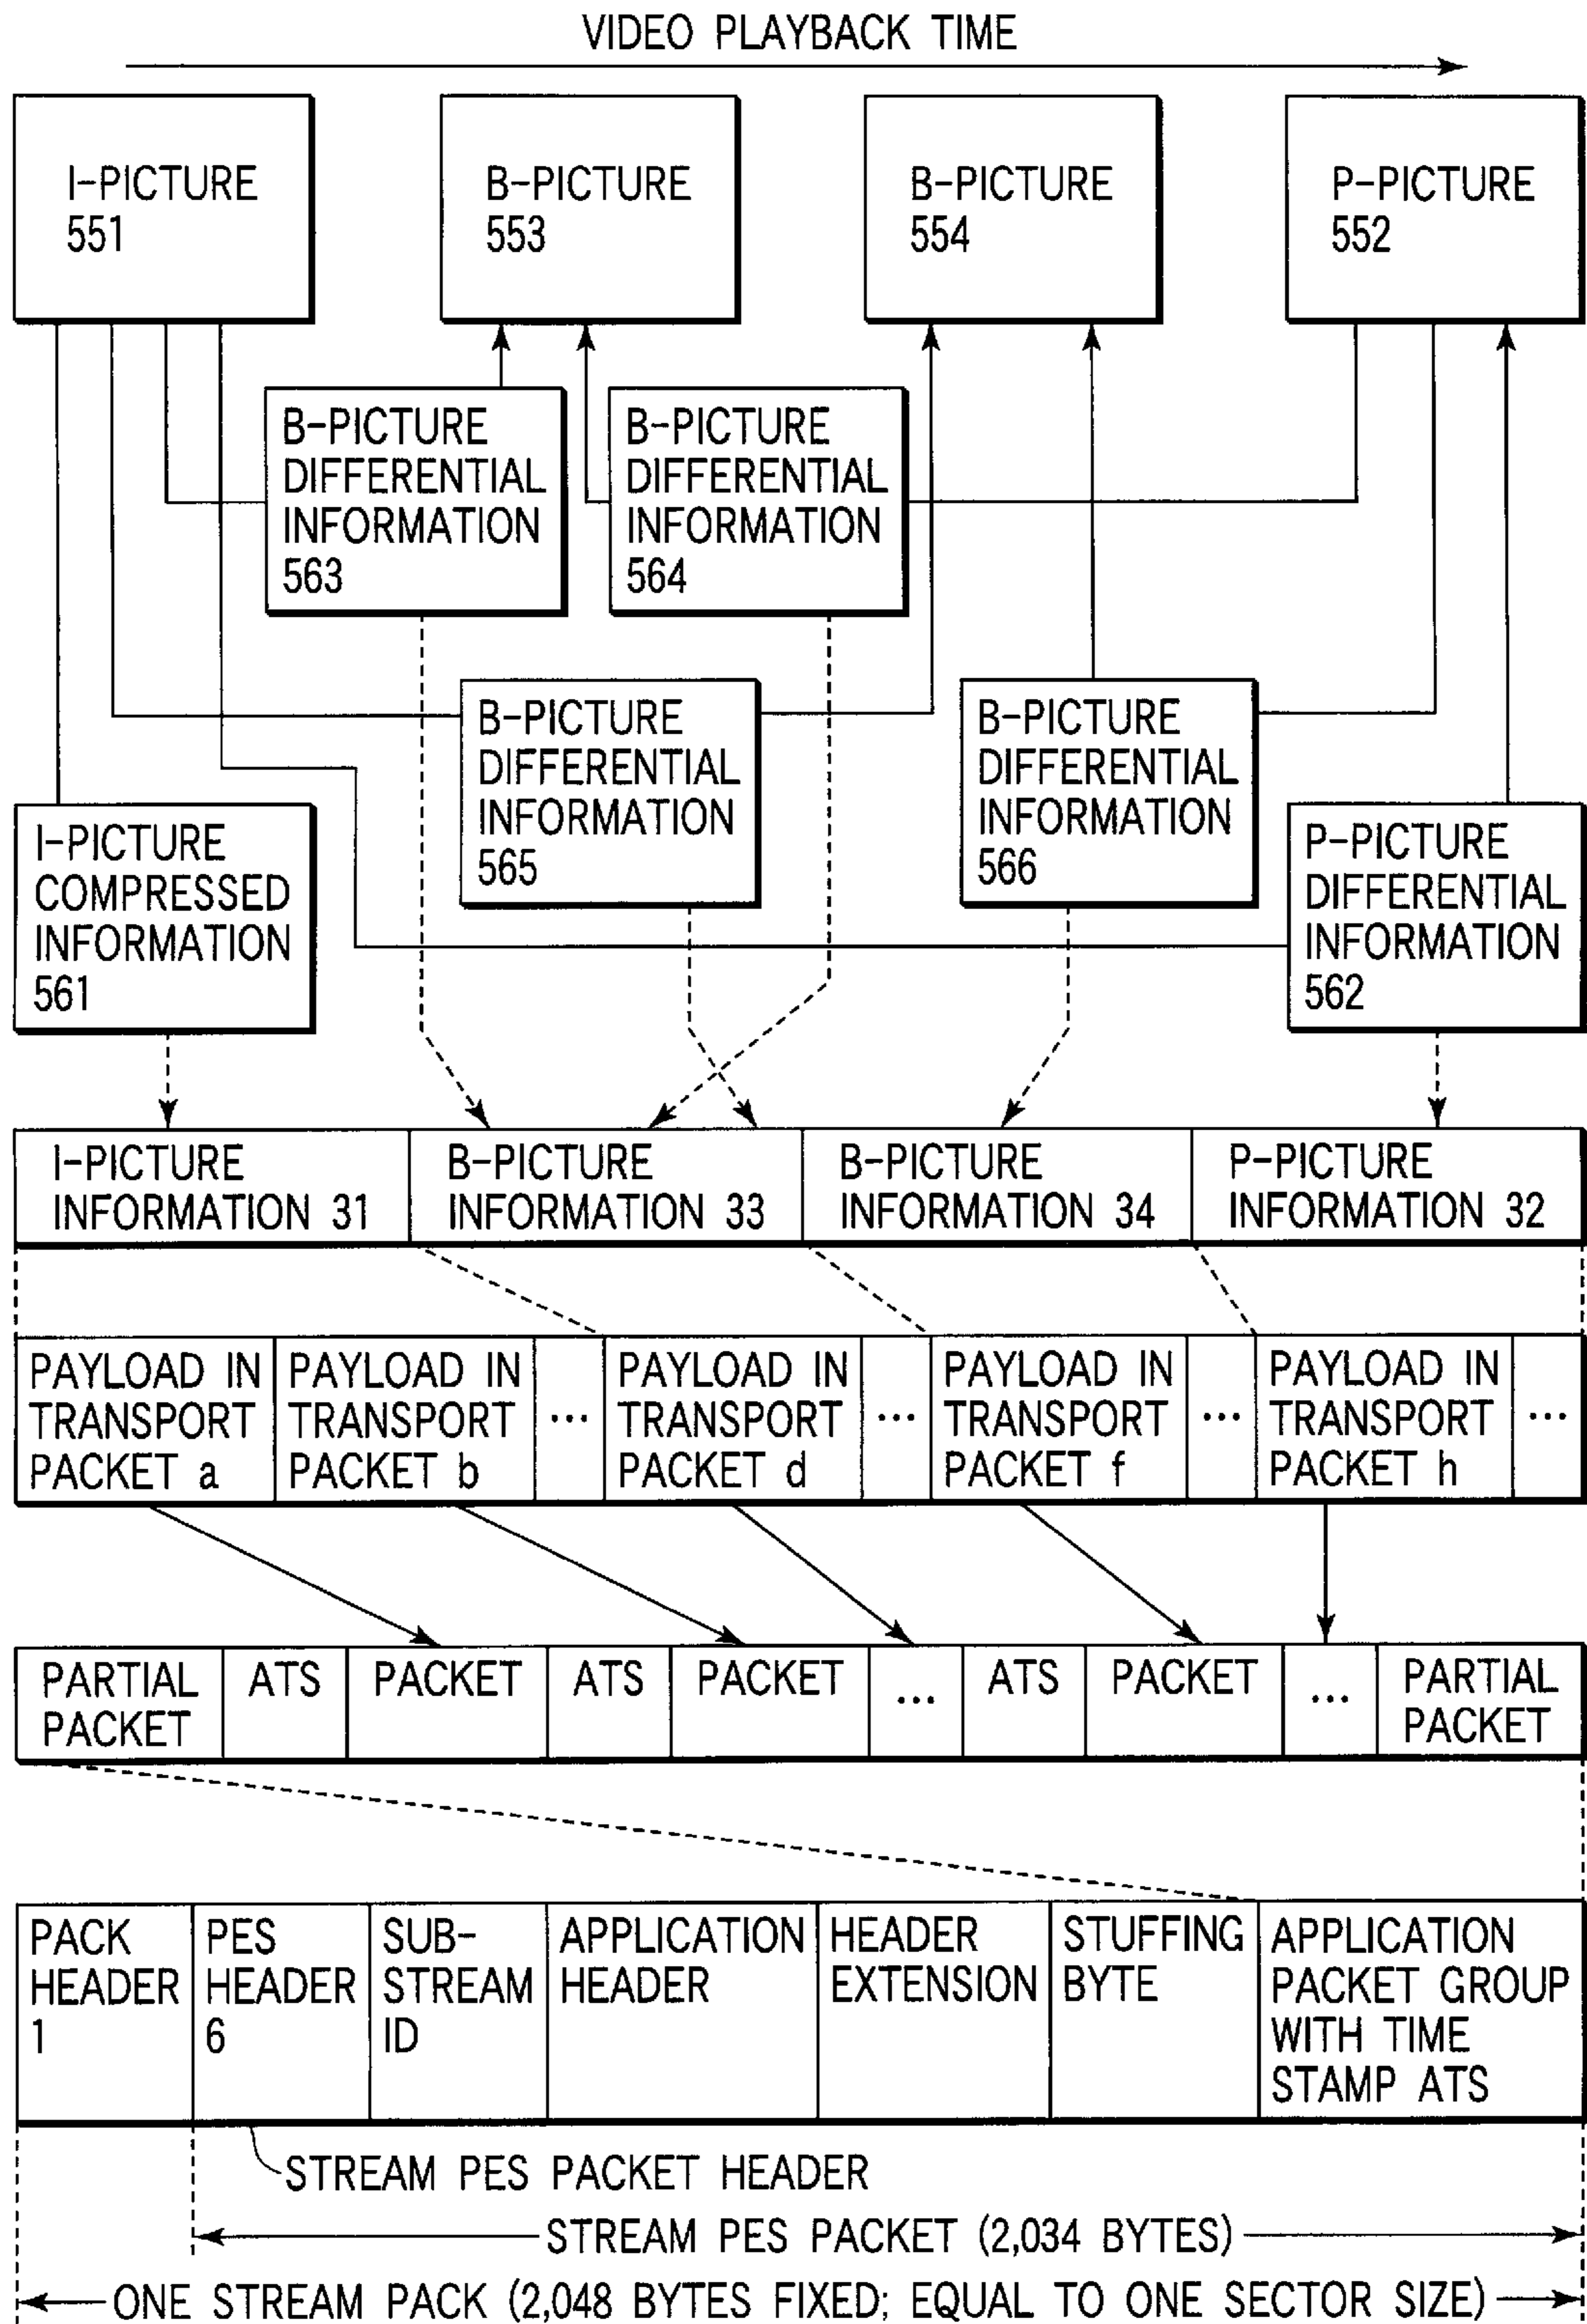 VIDEO PLAYBACK TIME
I-PICTURE
551
B-PICTURE
553
B-PICTURE
554
P-PICTURE
552
B-PICTURE
DIFFERENTIAL
INFORMATION
563
B-PICTURE
DIFFERENTIAL
INFORMATION
564
B-PICTURE
DIFFERENTIAL
INFORMATION
565
B-PICTURE
DIFFERENTIAL
INFORMATION
566
I-PICTURE
COMPRESSED
INFORMATION
561
P-PICTURE
DIFFERENTIAL
INFORMATION
562
I-PICTURE
INFORMATION 31
B-PICTURE
INFORMATION 33
B-PICTURE
INFORMATION 34
P-PICTURE
INFORMATION 32
PAYLOAD IN
TRANSPORT
PACKET a
PAYLOAD IN
TRANSPORT
PACKET b
...
PAYLOAD IN
TRANSPORT
PACKET d
...
PAYLOAD IN
TRANSPORT
PACKET f
...
PAYLOAD IN
TRANSPORT
PACKET h
...
PARTIAL
PACKET
ATS
PACKET
ATS
PACKET
...
ATS
PACKET
...
PARTIAL
PACKET
PACK
HEADER
1
PES
HEADER
6
SUB-
STREAM
ID
APPLICATION
HEADER
HEADER
EXTENSION
STUFFING
BYTE
APPLICATION
PACKET GROUP
WITH TIME
STAMP ATS
STREAM PES PACKET HEADER
STREAM PES PACKET (2,034 BYTES)
ONE STREAM PACK (2,048 BYTES FIXED; EQUAL TO ONE SECTOR SIZE)